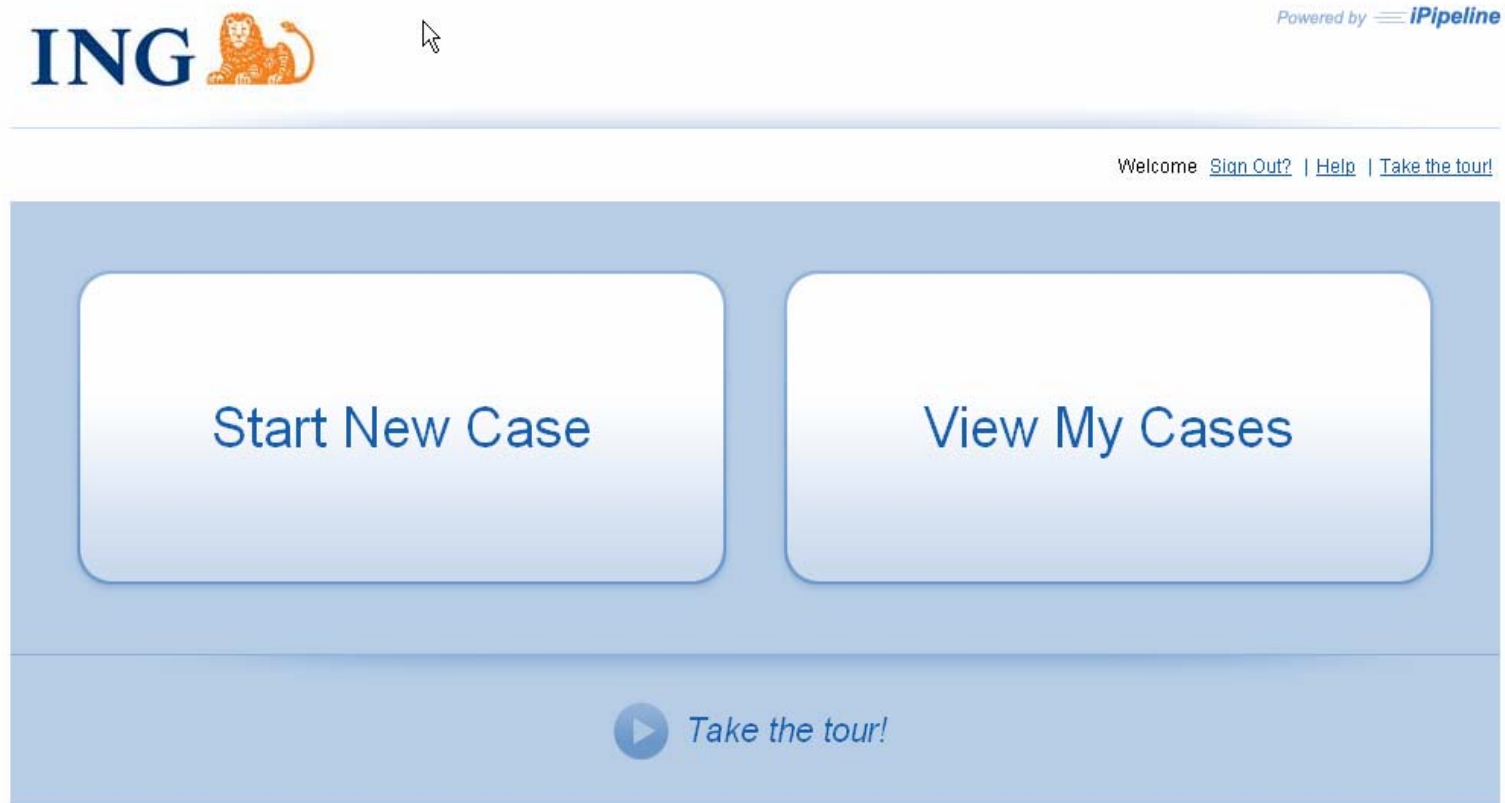 ING
Powered by iPipeline
Welcome Sign Out? | Help | Take the tour!
Start New Case
View My Cases
Take the tour!